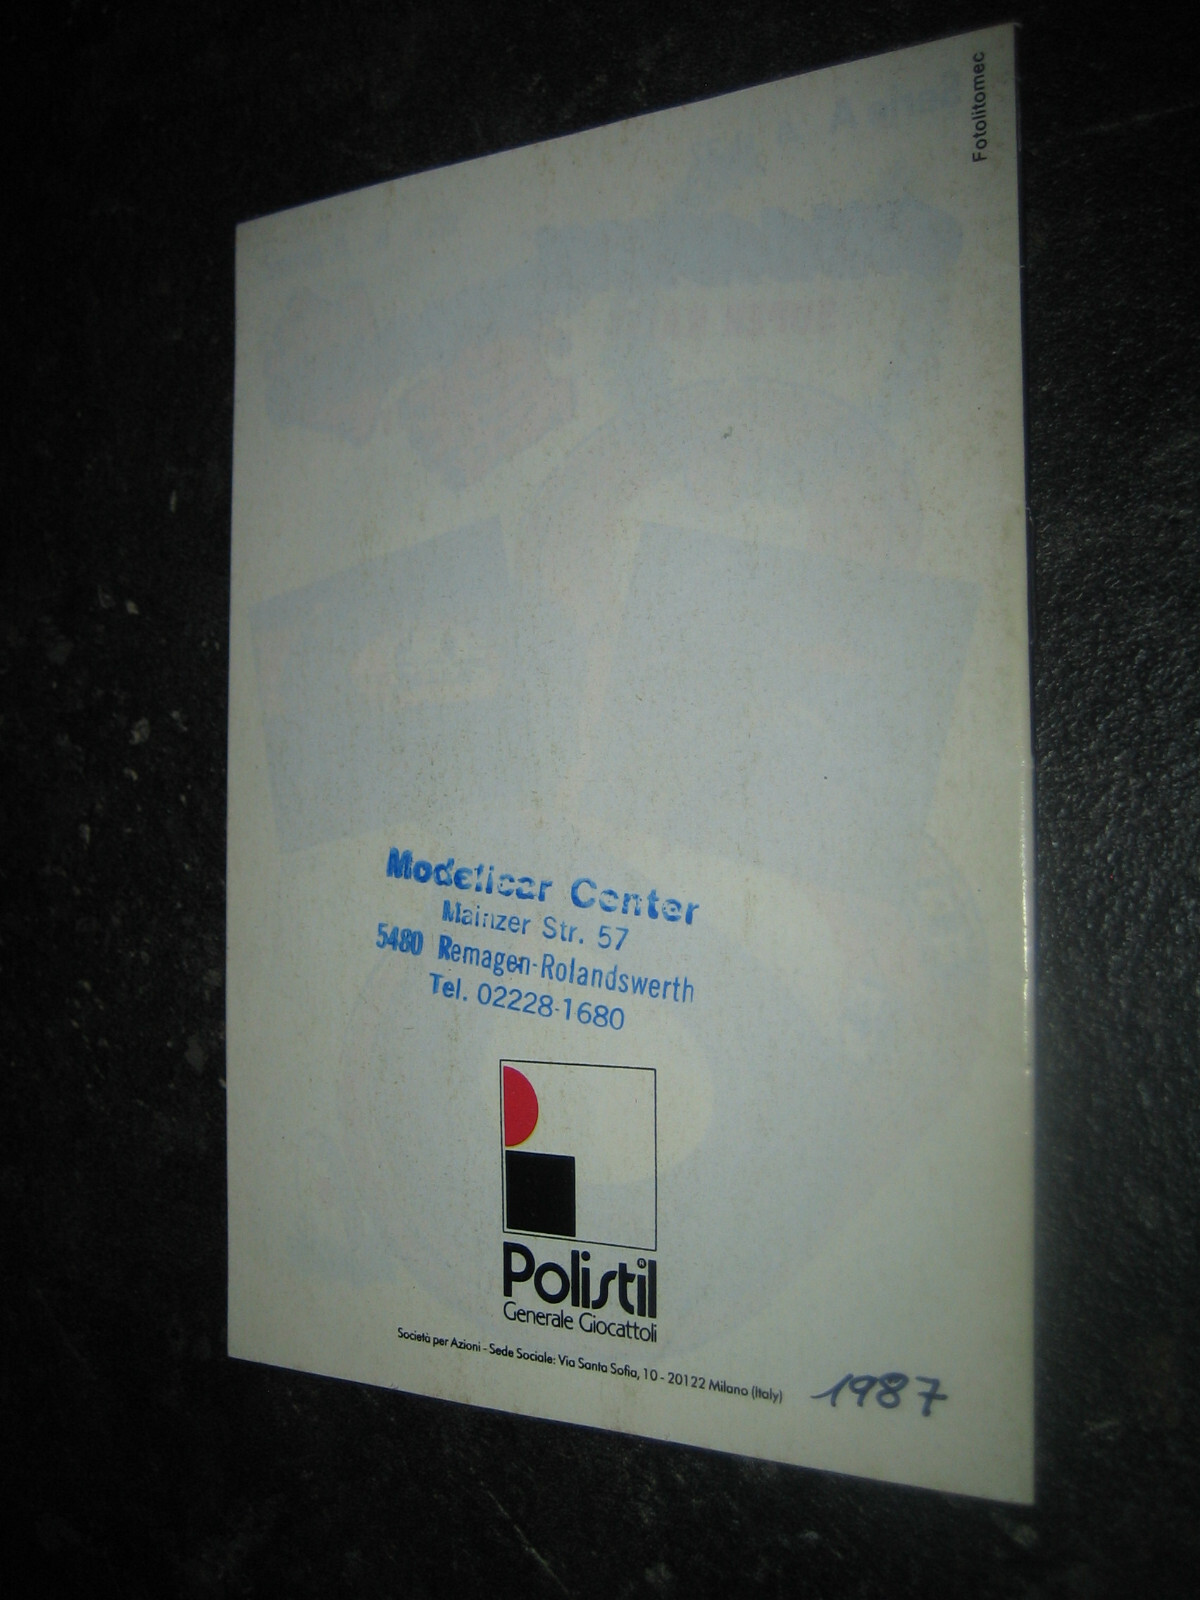 Fotolitomec
Modellcar Center
Mainzer Str. 57
5480 Remagen-Rolandswerth
Tel. 02228-1680
Polistil
Generale Giocattoli
Società per Azioni - Sede Sociale: Via Santa Sofia, 10 - 20122 Milano (Italy)
1987